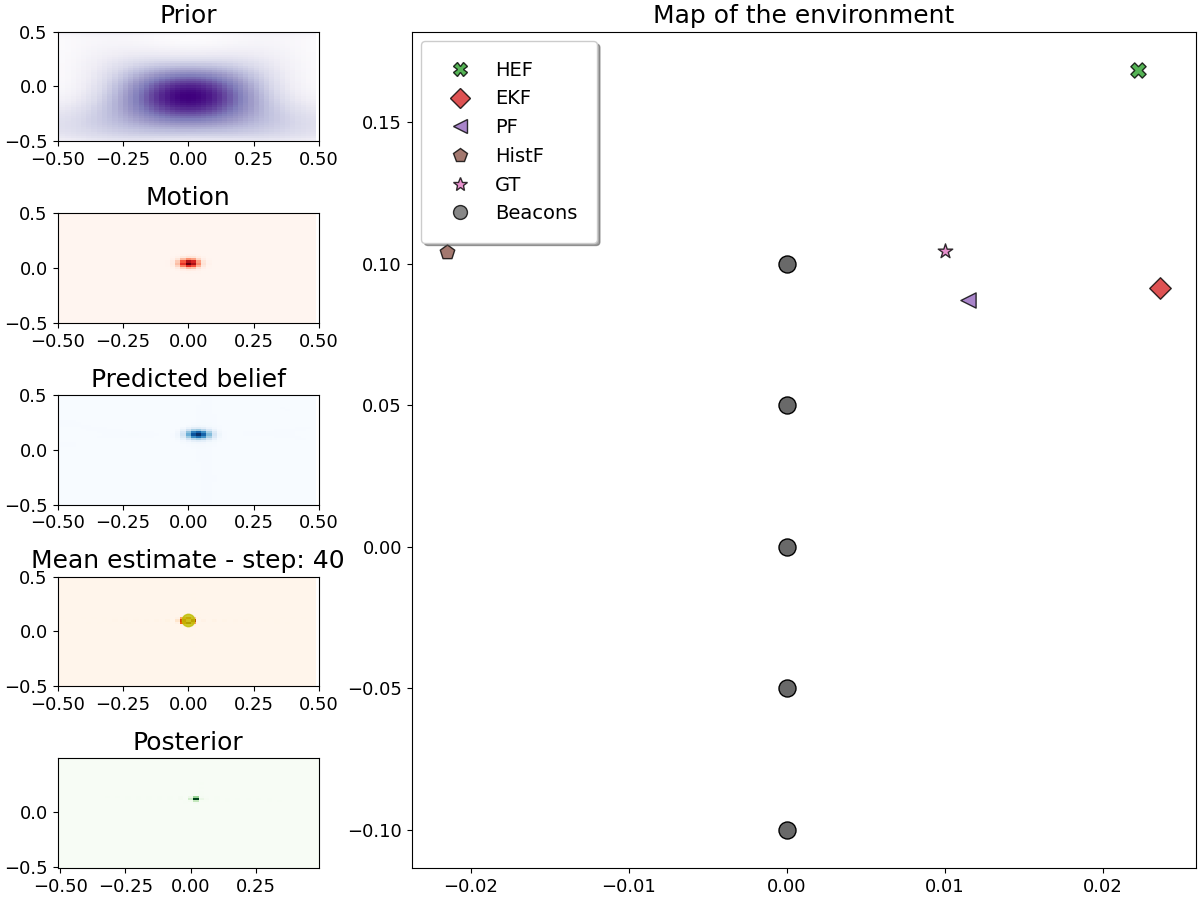 Prior
0.5
0.0
−0.5
−0.50 −0.25 0.00 0.25 0.50
Motion
0.5
0.0
−0.5
−0.50 −0.25 0.00 0.25 0.50
Predicted belief
0.5
0.0
−0.5
−0.50 −0.25 0.00 0.25 0.50
Mean estimate - step: 40
0.5
0.0
−0.5
−0.50 −0.25 0.00 0.25 0.50
Posterior
0.0
−0.5
−0.50 −0.25 0.00 0.25
Map of the environment
HEF
EKF
PF
HistF
GT
Beacons
0.15
0.10
0.05
0.00
−0.05
−0.10
−0.02 −0.01 0.00 0.01 0.02